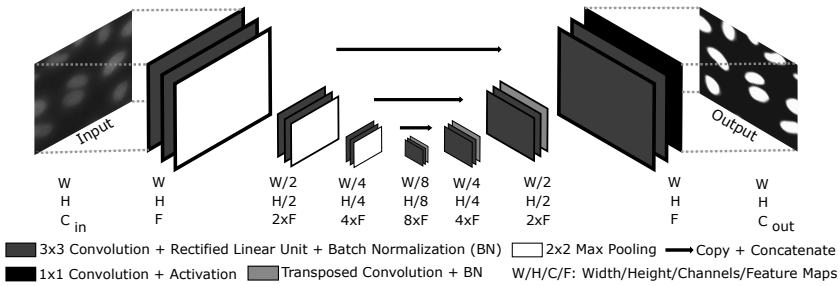 Input
Output
W W W/2 W/4 W/8 W/4 W/2 W W
H H H/2 H/4 H/8 H/4 H/2 H H
C in F 2xF 4xF 8xF 4xF 2xF F C out
3x3 Convolution + Rectified Linear Unit + Batch Normalization (BN) 2x2 Max Pooling Copy + Concatenate
1x1 Convolution + Activation Transposed Convolution + BN W/H/C/F: Width/Height/Channels/Feature Maps